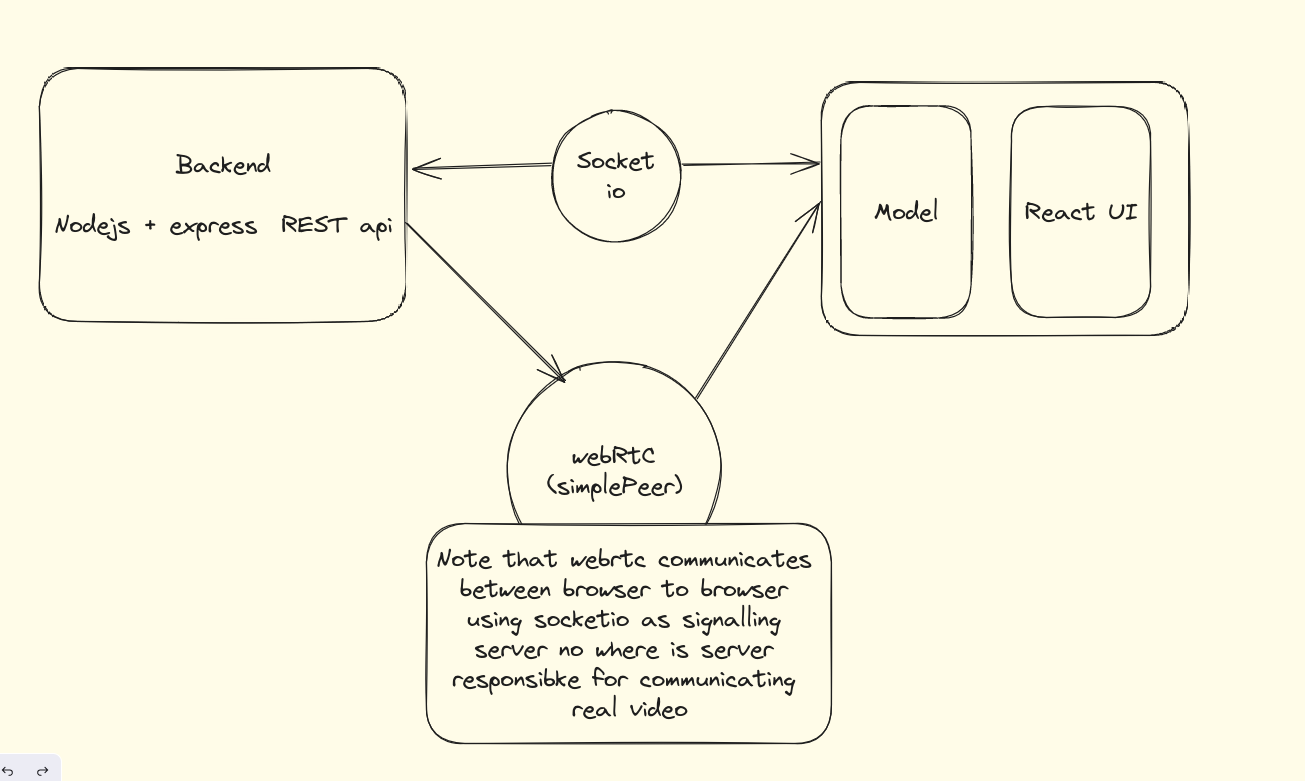 Backend
Nodejs + express REST api
Socket
io
Model
React UI
webRtC
(simplePeer)
Note that webrtc communicates
between browser to browser
using socketio as signalling
server no where is server
responsibke for communicating
real video